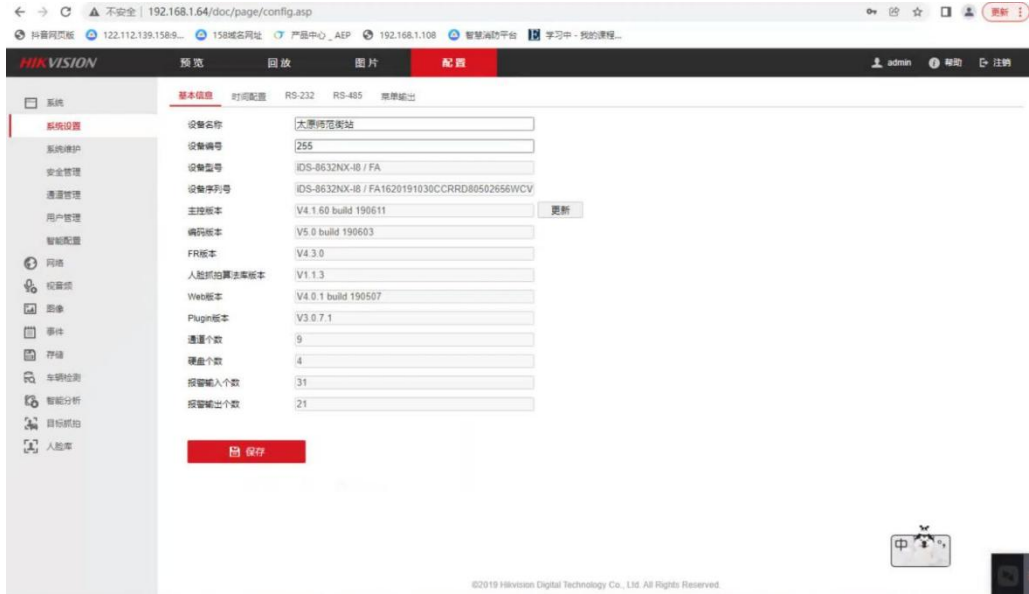 不安全 | 192.168.1.64/doc/page/config.asp 更新
抖音网页版 122.112.139.158:9... 158域名网址 产品中心 _ AEP 192.168.1.108 智慧消防平台 学习中 - 我的课程...
HIKVISION 预览 回放 图片 配置 admin 帮助 注销
系统
系统设置
系统维护
安全管理
通道管理
用户管理
智能配置
网络
视音频
图像
事件
存储
车辆检测
智能分析
目标抓拍
人脸库
基本信息 时间配置 RS-232 RS-485 菜单输出
设备名称 太原师范街站
设备编号 255
设备型号 iDS-8632NX-I8 / FA
设备序列号 iDS-8632NX-I8 / FA1620191030CCRRD80502656WCV
主控版本 V4.1.60 build 190611 更新
编码版本 V5.0 build 190603
FR版本 V4.3.0
人脸抓拍算法库版本 V1.1.3
Web版本 V4.0.1 build 190507
Plugin版本 V3.0.7.1
通道个数 9
硬盘个数 4
报警输入个数 31
报警输出个数 21
保存
中
©2019 Hikvision Digital Technology Co., Ltd. All Rights Reserved.